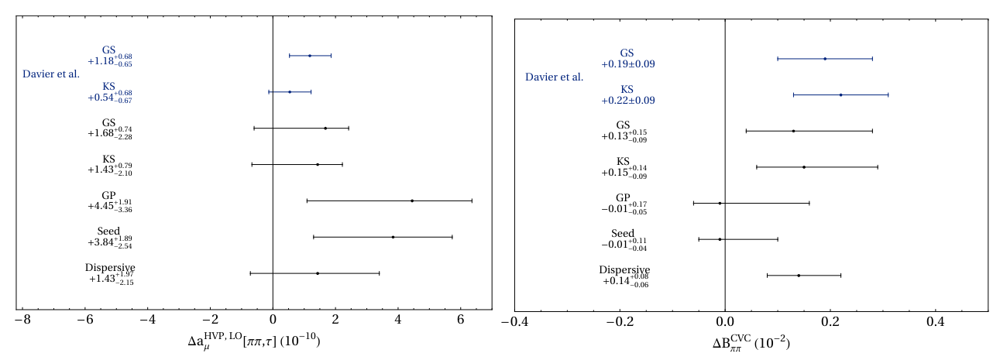 GS
+1.18+0.68−0.65
Davier et al.
KS
+0.54+0.68−0.67
GS
+1.68+0.74−2.28
KS
+1.43+0.79−2.10
GP
+4.45+1.91−3.36
Seed
+3.84+1.89−2.54
Dispersive
+1.43+1.97−2.15
−8 −6 −4 −2 0 2 4 6
ΔaμHVP, LO[ππ,τ] (10−10)
GS
+0.19±0.09
Davier et al.
KS
+0.22±0.09
GS
+0.13+0.15−0.09
KS
+0.15+0.14−0.09
GP
−0.01+0.17−0.05
Seed
−0.01+0.11−0.04
Dispersive
+0.14+0.08−0.06
−0.4 −0.2 0.0 0.2 0.4
ΔBππCVC (10−2)